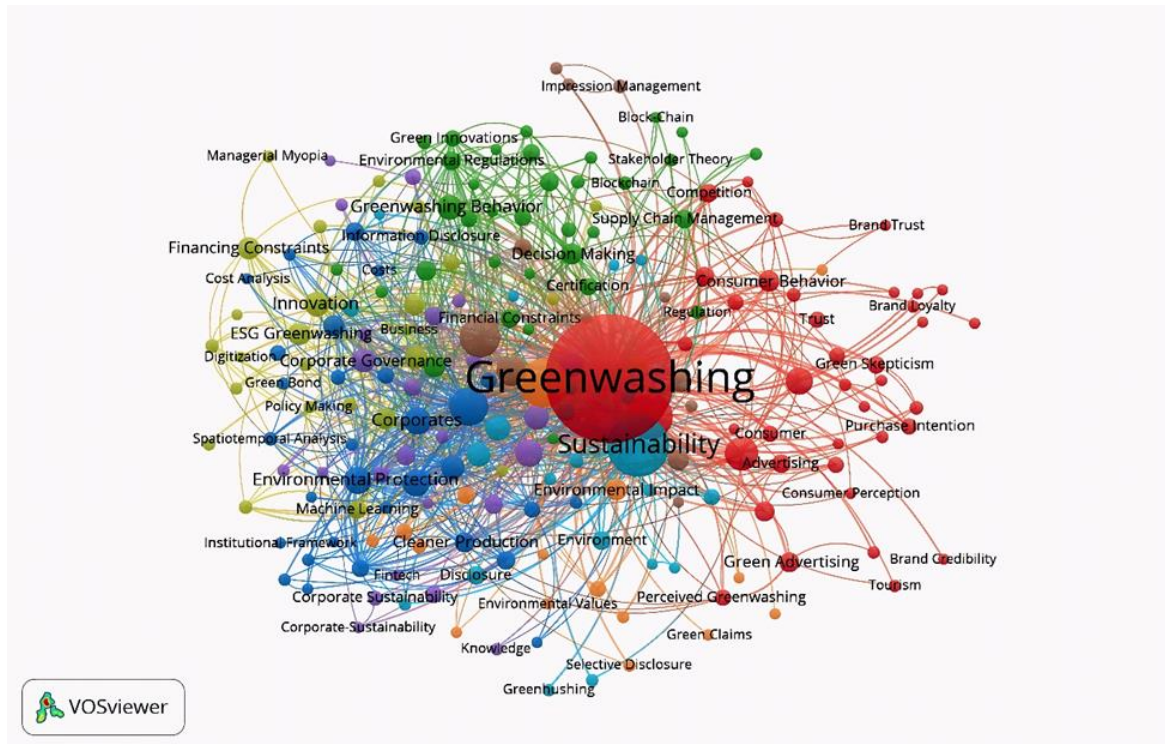 Impression Management
Block-Chain
Green Innovations
Managerial Myopia
Environmental Regulations
Stakeholder Theory
Blockchain
Competition
Greenwashing Behavior
Supply Chain Management
Brand Trust
Information Disclosure
Financing Constraints
Decision Making
Costs
Cost Analysis
Certification
Consumer Behavior
Innovation
Brand Loyalty
Regulation
Financial Constraints
Trust
Business
ESG Greenwashing
Digitization
Corporate Governance
Green Skepticism
Greenwashing
Green Bond
Policy Making
Corporates
Purchase Intention
Consumer
Spatiotemporal Analysis
Sustainability
Advertising
Environmental Protection
Environmental Impact
Consumer Perception
Machine Learning
Institutional Framework
Cleaner Production
Environment
Brand Credibility
Green Advertising
Fintech
Disclosure
Tourism
Corporate Sustainability
Environmental Values
Perceived Greenwashing
Corporate-Sustainability
Green Claims
Knowledge
Selective Disclosure
Greenhushing
VOSviewer